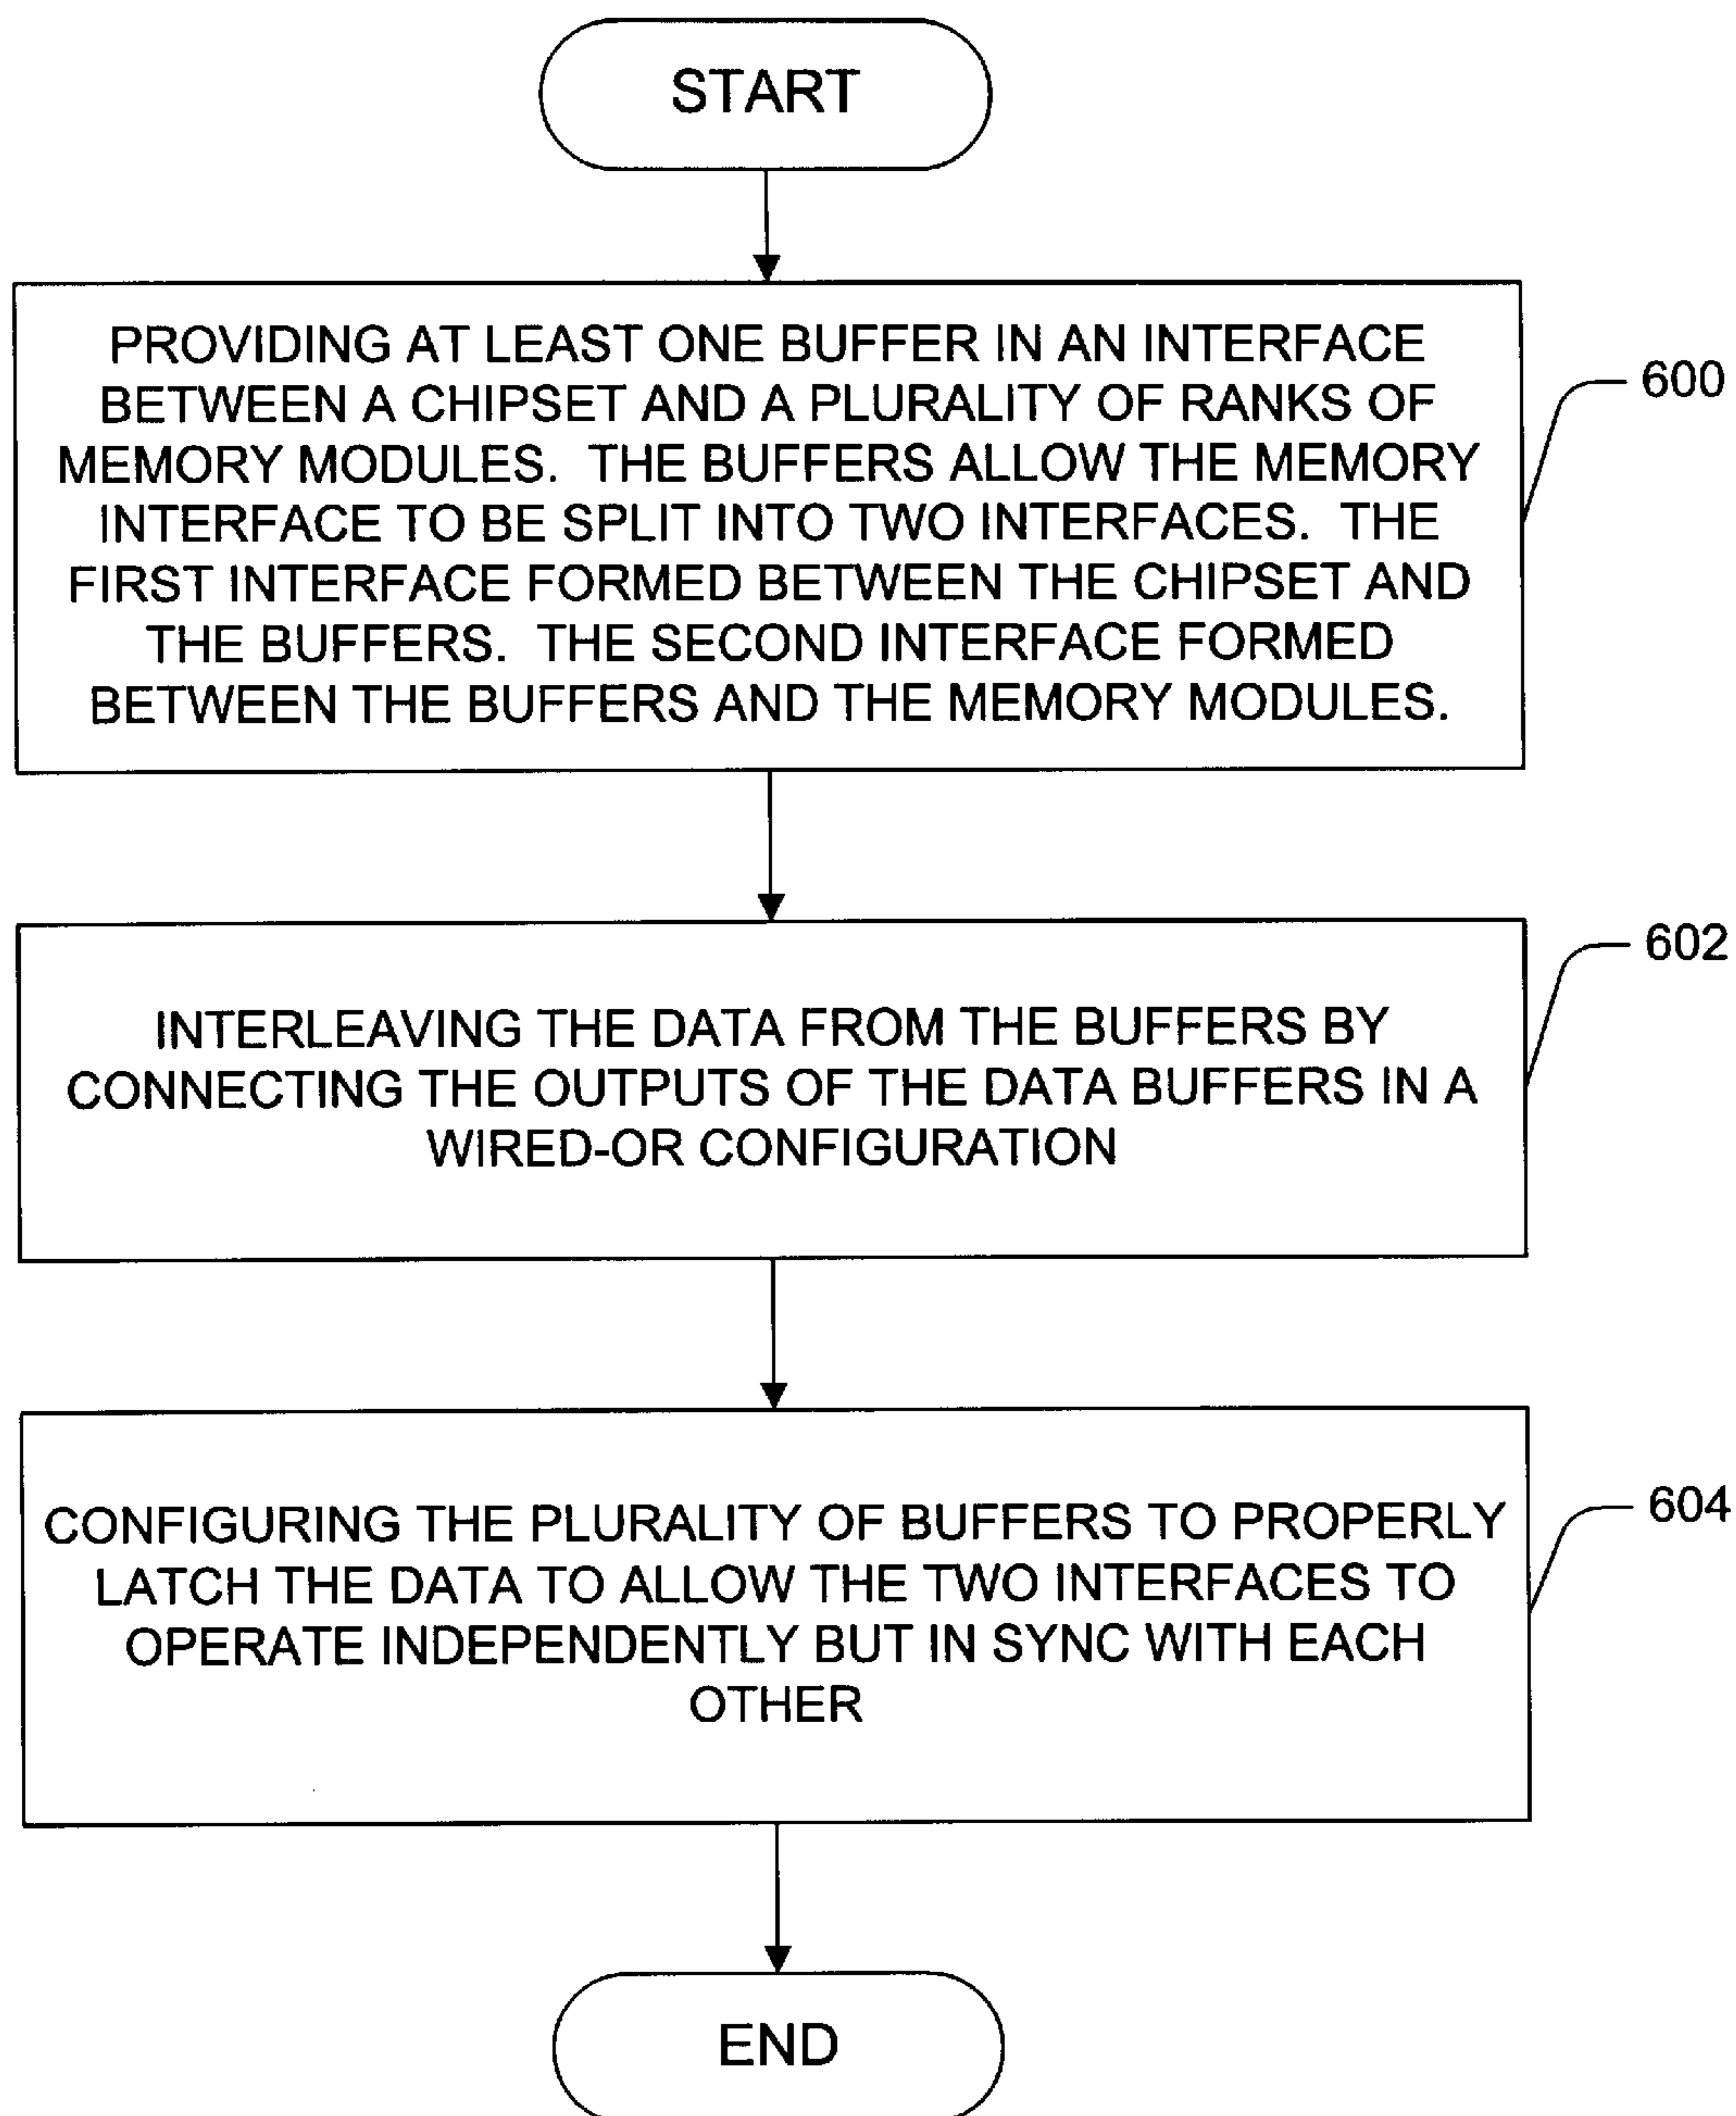 START
PROVIDING AT LEAST ONE BUFFER IN AN INTERFACE
BETWEEN A CHIPSET AND A PLURALITY OF RANKS OF
MEMORY MODULES. THE BUFFERS ALLOW THE MEMORY
INTERFACE TO BE SPLIT INTO TWO INTERFACES. THE
FIRST INTERFACE FORMED BETWEEN THE CHIPSET AND
THE BUFFERS. THE SECOND INTERFACE FORMED
BETWEEN THE BUFFERS AND THE MEMORY MODULES.
600
INTERLEAVING THE DATA FROM THE BUFFERS BY
CONNECTING THE OUTPUTS OF THE DATA BUFFERS IN A
WIRED-OR CONFIGURATION
602
CONFIGURING THE PLURALITY OF BUFFERS TO PROPERLY
LATCH THE DATA TO ALLOW THE TWO INTERFACES TO
OPERATE INDEPENDENTLY BUT IN SYNC WITH EACH
OTHER
604
END